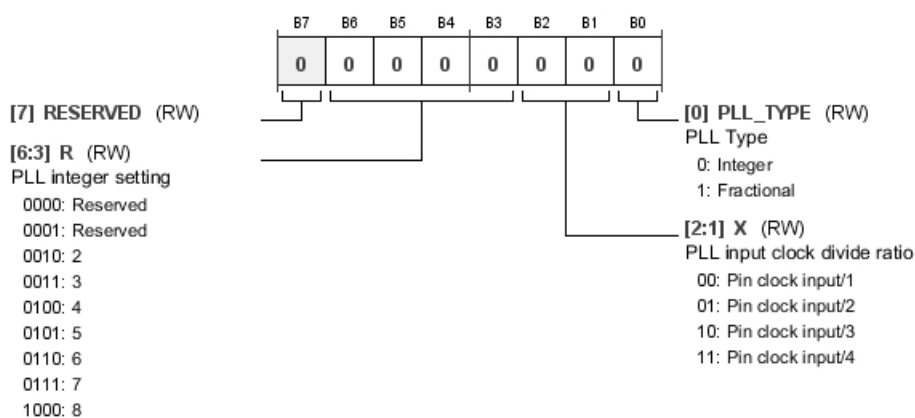 B7 B6 B5 B4 B3 B2 B1 B0
0 0 0 0 0 0 0 0
[7] RESERVED (RW)
[6:3] R (RW)
PLL integer setting
0000: Reserved
0001: Reserved
0010: 2
0011: 3
0100: 4
0101: 5
0110: 6
0111: 7
1000: 8
[0] PLL_TYPE (RW)
PLL Type
0: Integer
1: Fractional
[2:1] X (RW)
PLL input clock divide ratio
00: Pin clock input/1
01: Pin clock input/2
10: Pin clock input/3
11: Pin clock input/4